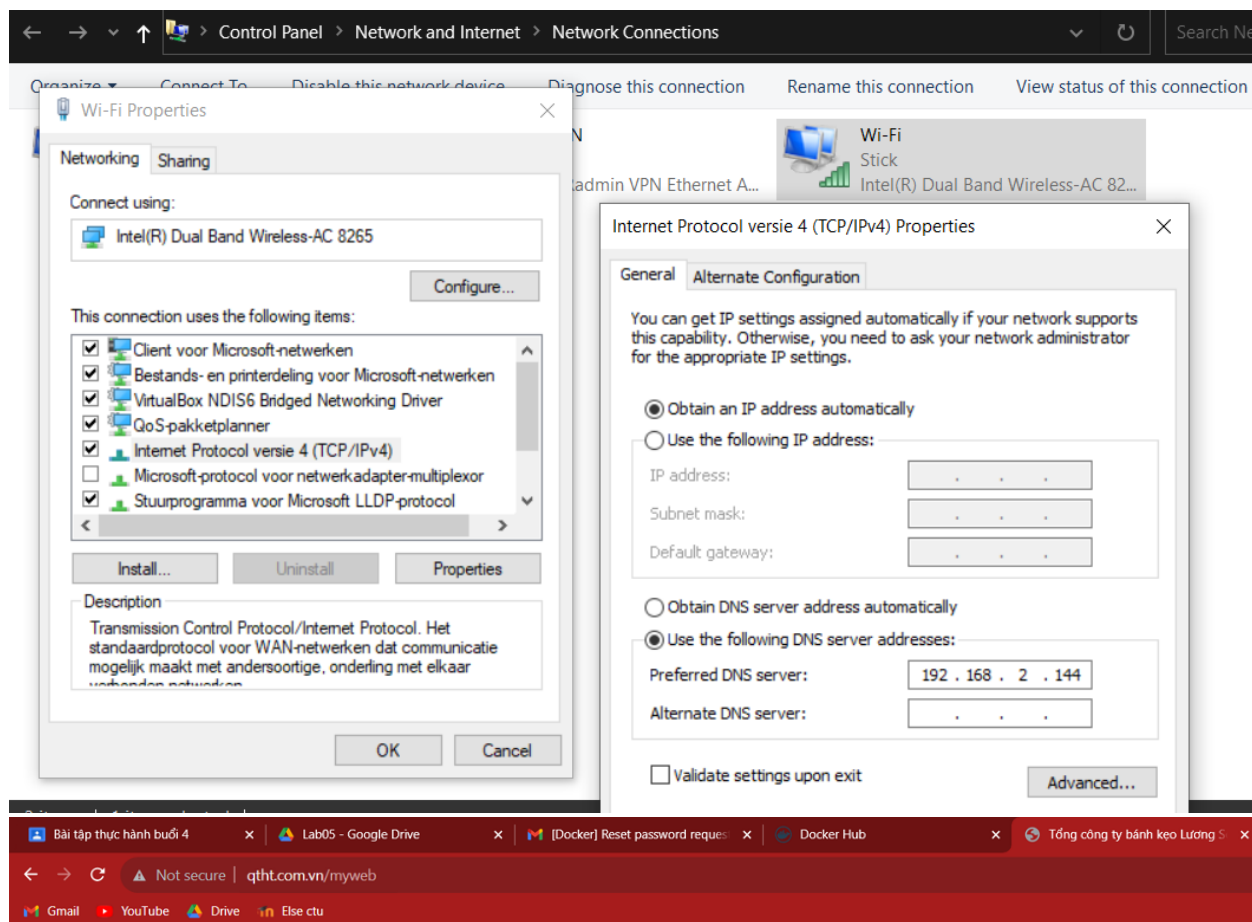 Control Panel > Network and Internet > Network Connections
Search Ne
Organize Connect To Disable this network device Diagnose this connection Rename this connection View status of this connection
Wi-Fi Properties
Networking Sharing
Connect using:
Intel(R) Dual Band Wireless-AC 8265
Configure...
This connection uses the following items:
Client voor Microsoft-netwerken
Bestands- en printerdeling voor Microsoft-netwerken
VirtualBox NDIS6 Bridged Networking Driver
QoS-pakketplanner
Internet Protocol versie 4 (TCP/IPv4)
Microsoft-protocol voor netwerkadapter-multiplexor
Stuurprogramma voor Microsoft LLDP-protocol
Install... Uninstall Properties
Description
Transmission Control Protocol/Internet Protocol. Het
standaardprotocol voor WAN-netwerken dat communicatie
mogelijk maakt met andersoortige, onderling met elkaar
verbonden netwerken
OK Cancel
N
admin VPN Ethernet A...
Wi-Fi
Stick
Intel(R) Dual Band Wireless-AC 82...
Internet Protocol versie 4 (TCP/IPv4) Properties
General Alternate Configuration
You can get IP settings assigned automatically if your network supports
this capability. Otherwise, you need to ask your network administrator
for the appropriate IP settings.
Obtain an IP address automatically
Use the following IP address:
IP address: . . .
Subnet mask: . . .
Default gateway: . . .
Obtain DNS server address automatically
Use the following DNS server addresses:
Preferred DNS server: 192 . 168 . 2 . 144
Alternate DNS server: . . .
Validate settings upon exit
Advanced...
Bài tập thực hành buổi 4 Lab05 - Google Drive [Docker] Reset password reques Docker Hub Tổng công ty bánh kẹo Lương S
Not secure | qtht.com.vn/myweb
Gmail YouTube Drive Else ctu